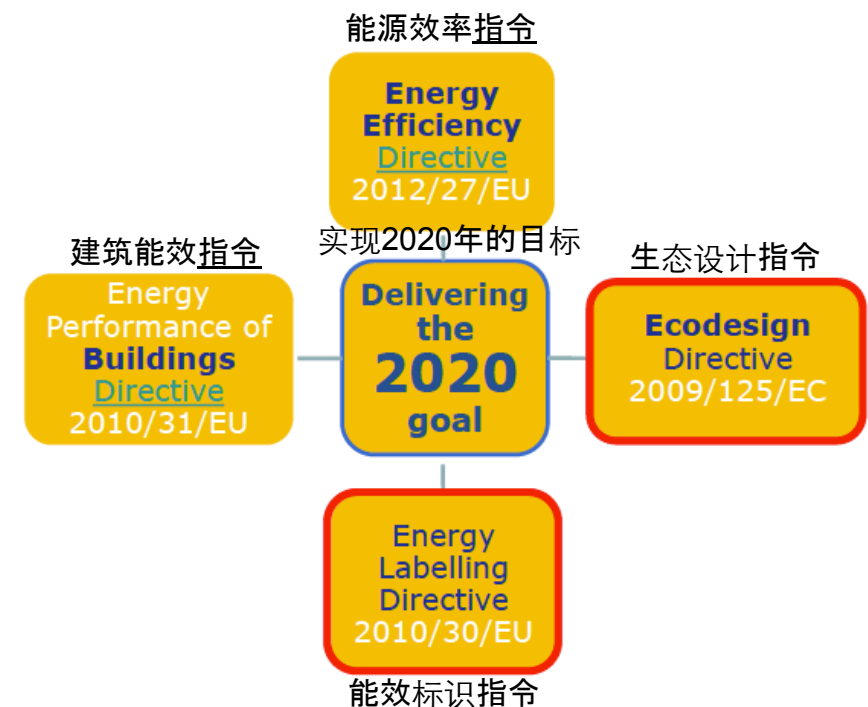 能源效率指令
Energy
Efficiency
Directive
2012/27/EU
建筑能效指令
Energy
Performance of
Buildings
Directive
2010/31/EU
实现2020年的目标
Delivering
the
2020
goal
生态设计指令
Ecodesign
Directive
2009/125/EC
Energy
Labelling
Directive
2010/30/EU
能效标识指令